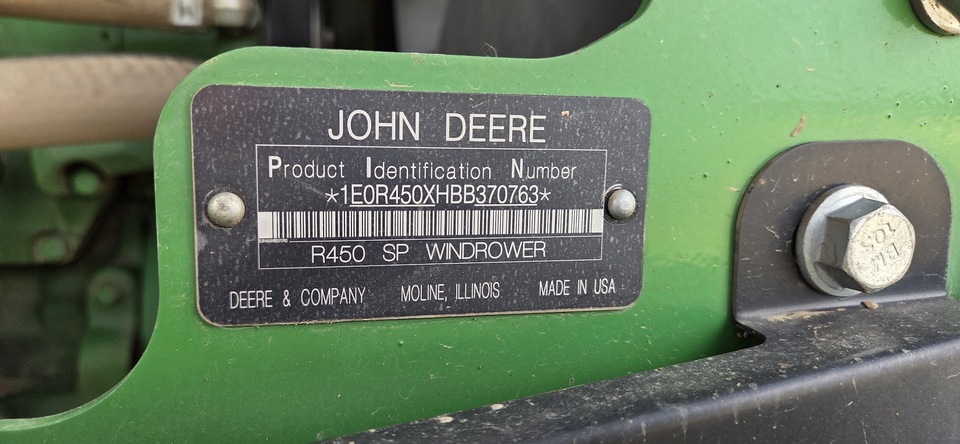 JOHN DEERE
Product Identification Number
*1E0R450XHBB370763*
R450 SP WINDROWER
DEERE & COMPANY MOLINE, ILLINOIS MADE IN USA